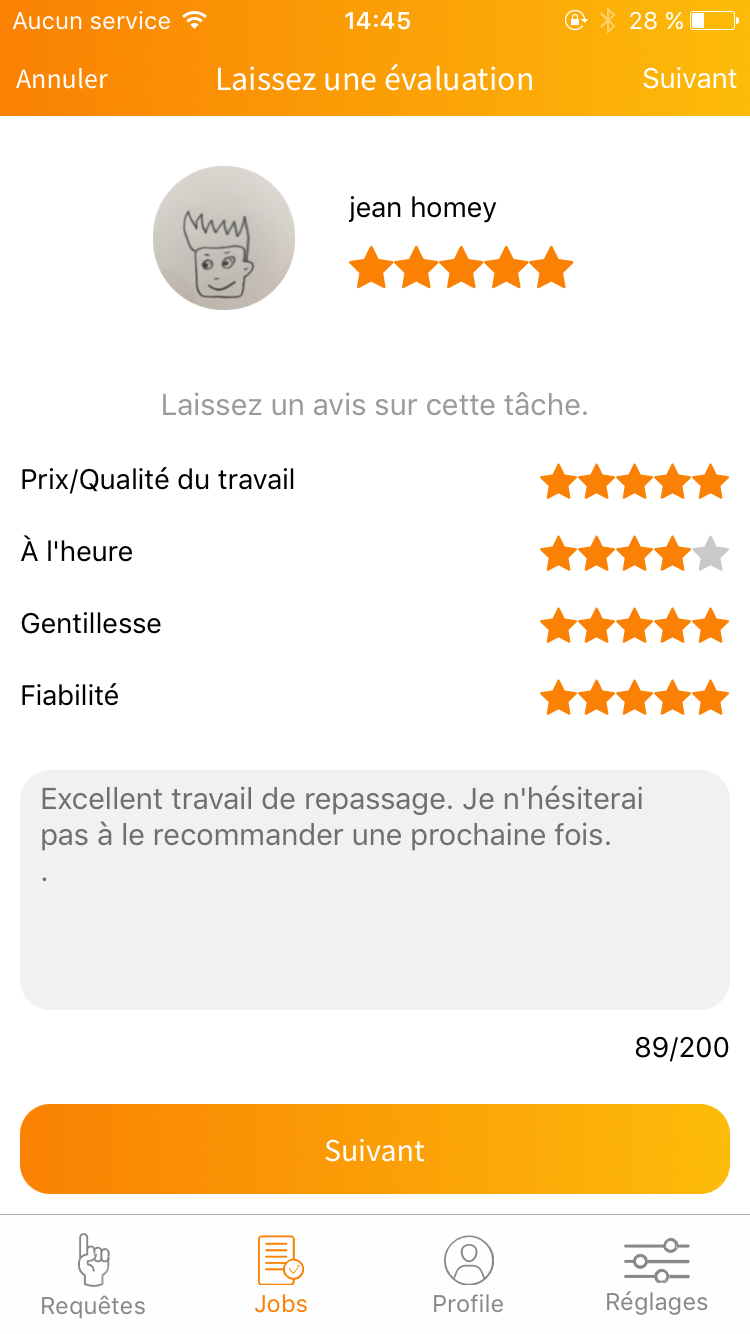 Aucun service 14:45 28 %
Annuler Laissez une évaluation Suivant
jean homey
Laissez un avis sur cette tâche.
Prix/Qualité du travail
À l'heure
Gentillesse
Fiabilité
Excellent travail de repassage. Je n'hésiterai
pas à le recommander une prochaine fois.
.
89/200
Suivant
Requêtes Jobs Profile Réglages